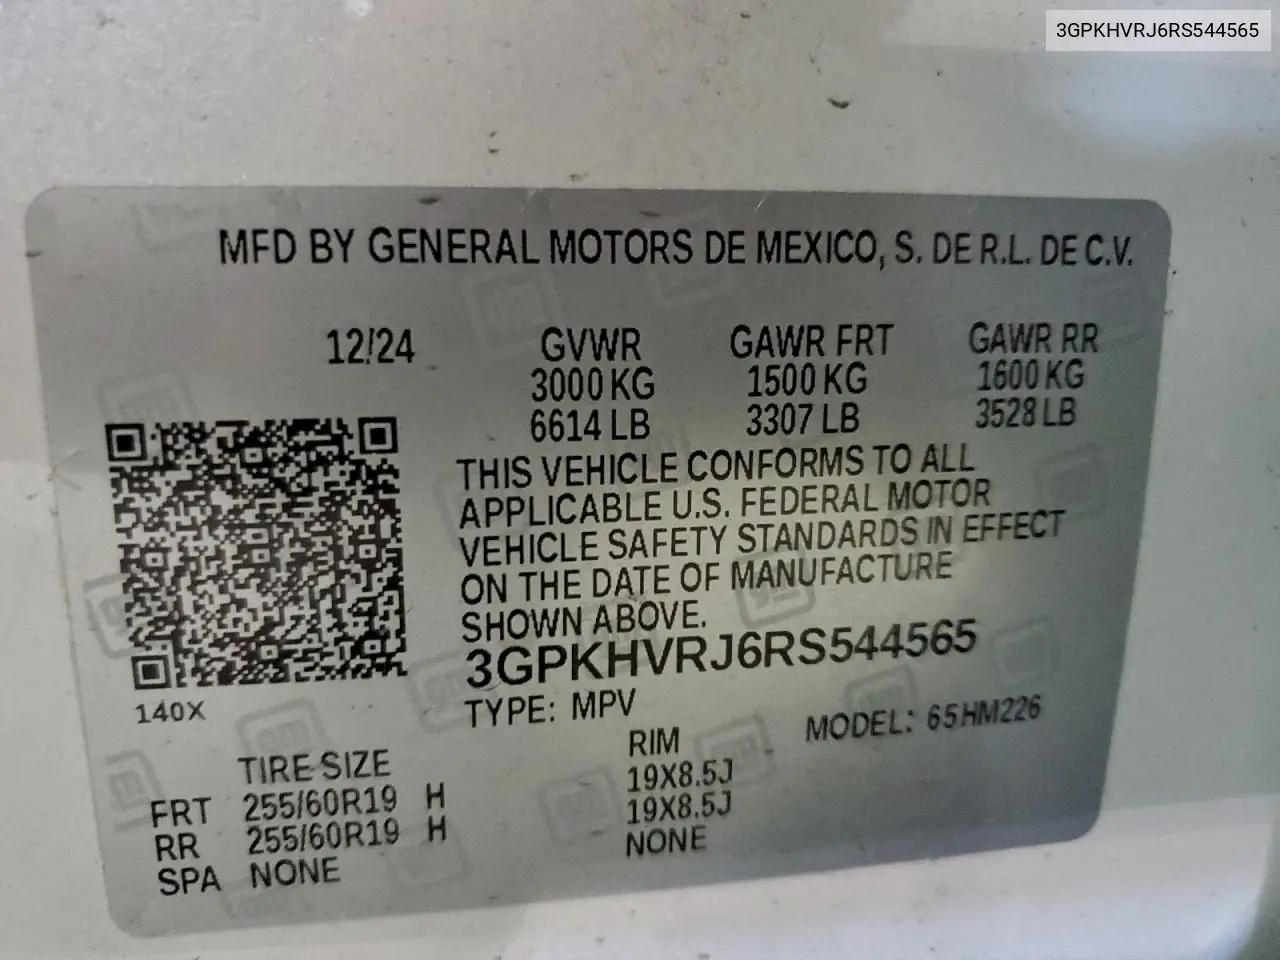 3GPKHVRJ6RS544565
MFD BY GENERAL MOTORS DE MEXICO, S. DE R.L. DE C.V.
12/24
GVWR GAWR FRT GAWR RR
3000 KG 1500 KG 1600 KG
6614 LB 3307 LB 3528 LB
THIS VEHICLE CONFORMS TO ALL
APPLICABLE U.S. FEDERAL MOTOR
VEHICLE SAFETY STANDARDS IN EFFECT
ON THE DATE OF MANUFACTURE
SHOWN ABOVE.
3GPKHVRJ6RS544565
140X
TYPE: MPV MODEL: 65HM226
TIRE SIZE RIM
FRT 255/60R19 H 19X8.5J
RR 255/60R19 H 19X8.5J
SPA NONE NONE